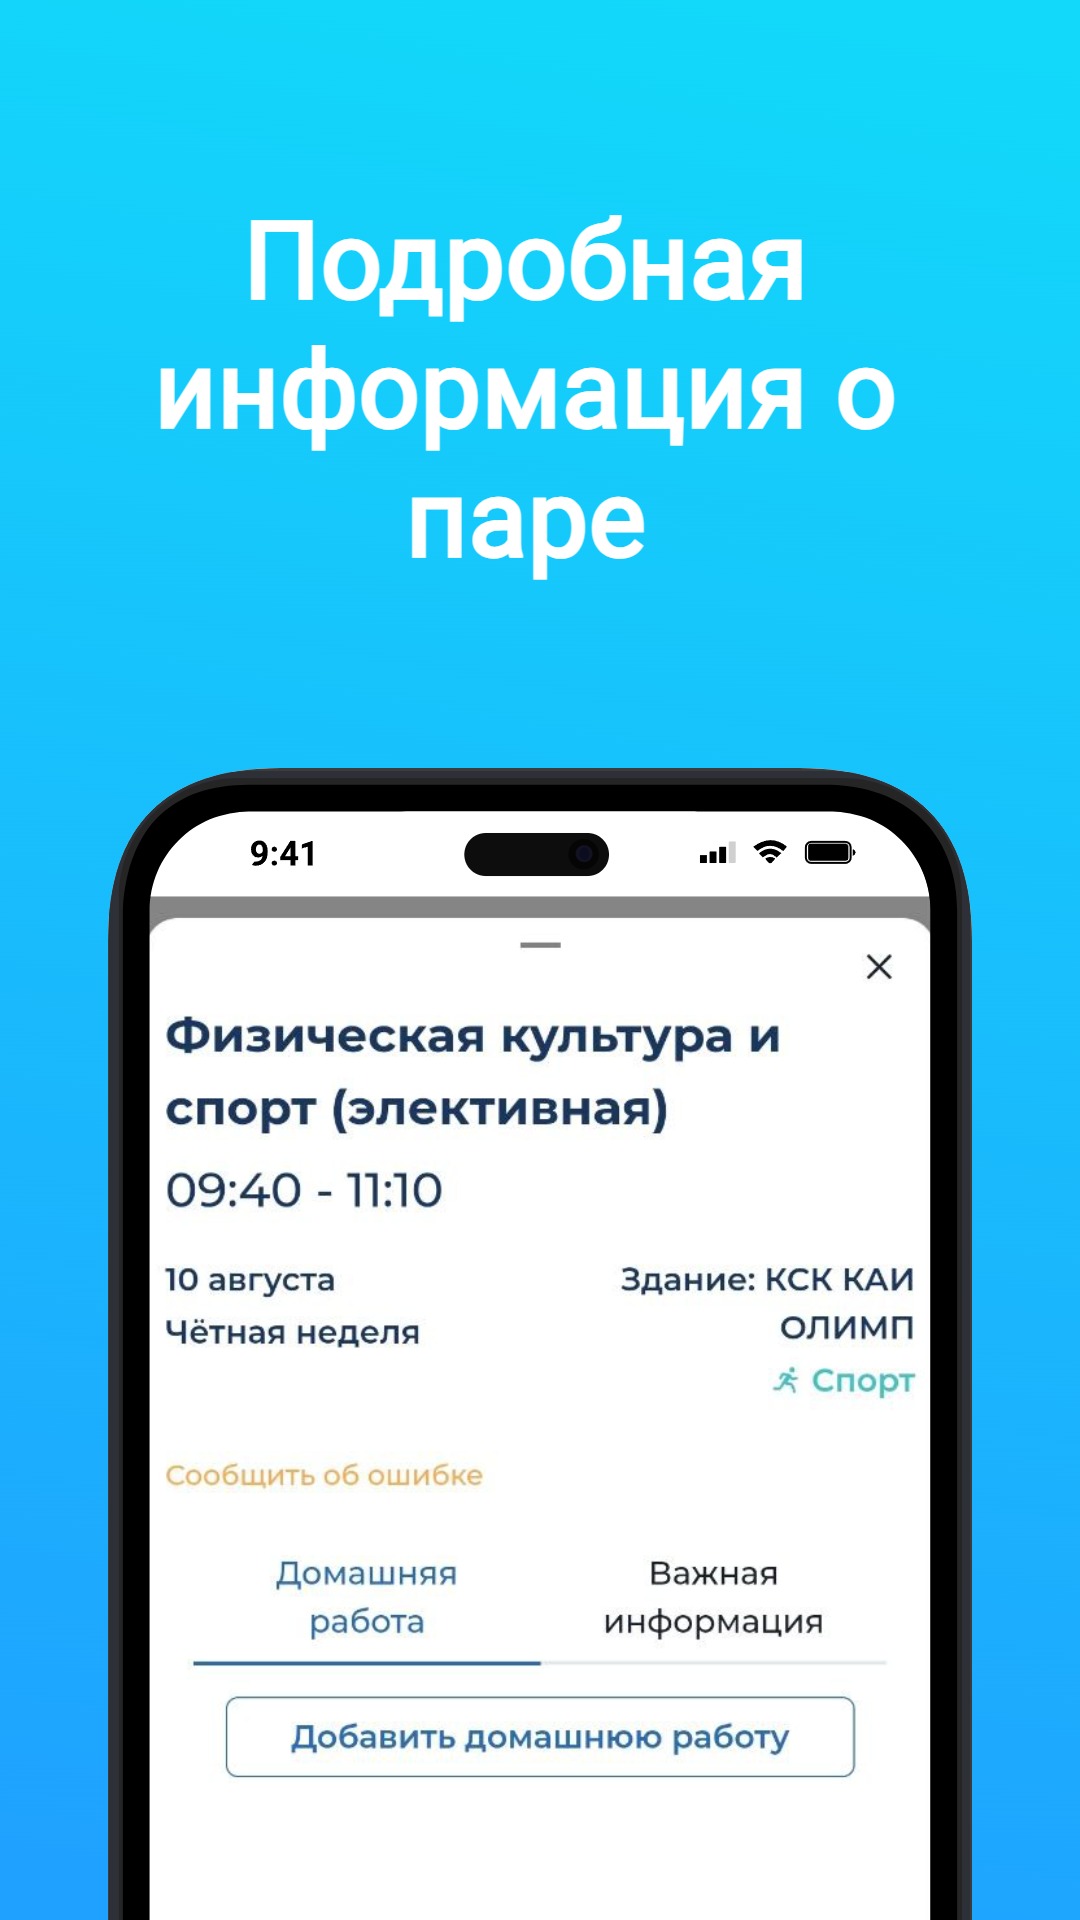 Подробная
информация о
паре
9:41
Физическая культура и
спорт (элективная)
09:40 - 11:10
10 августа
Чётная неделя
Здание: КСК КАИ
ОЛИМП
Спорт
Сообщить об ошибке
Домашняя
работа
Важная
информация
Добавить домашнюю работу